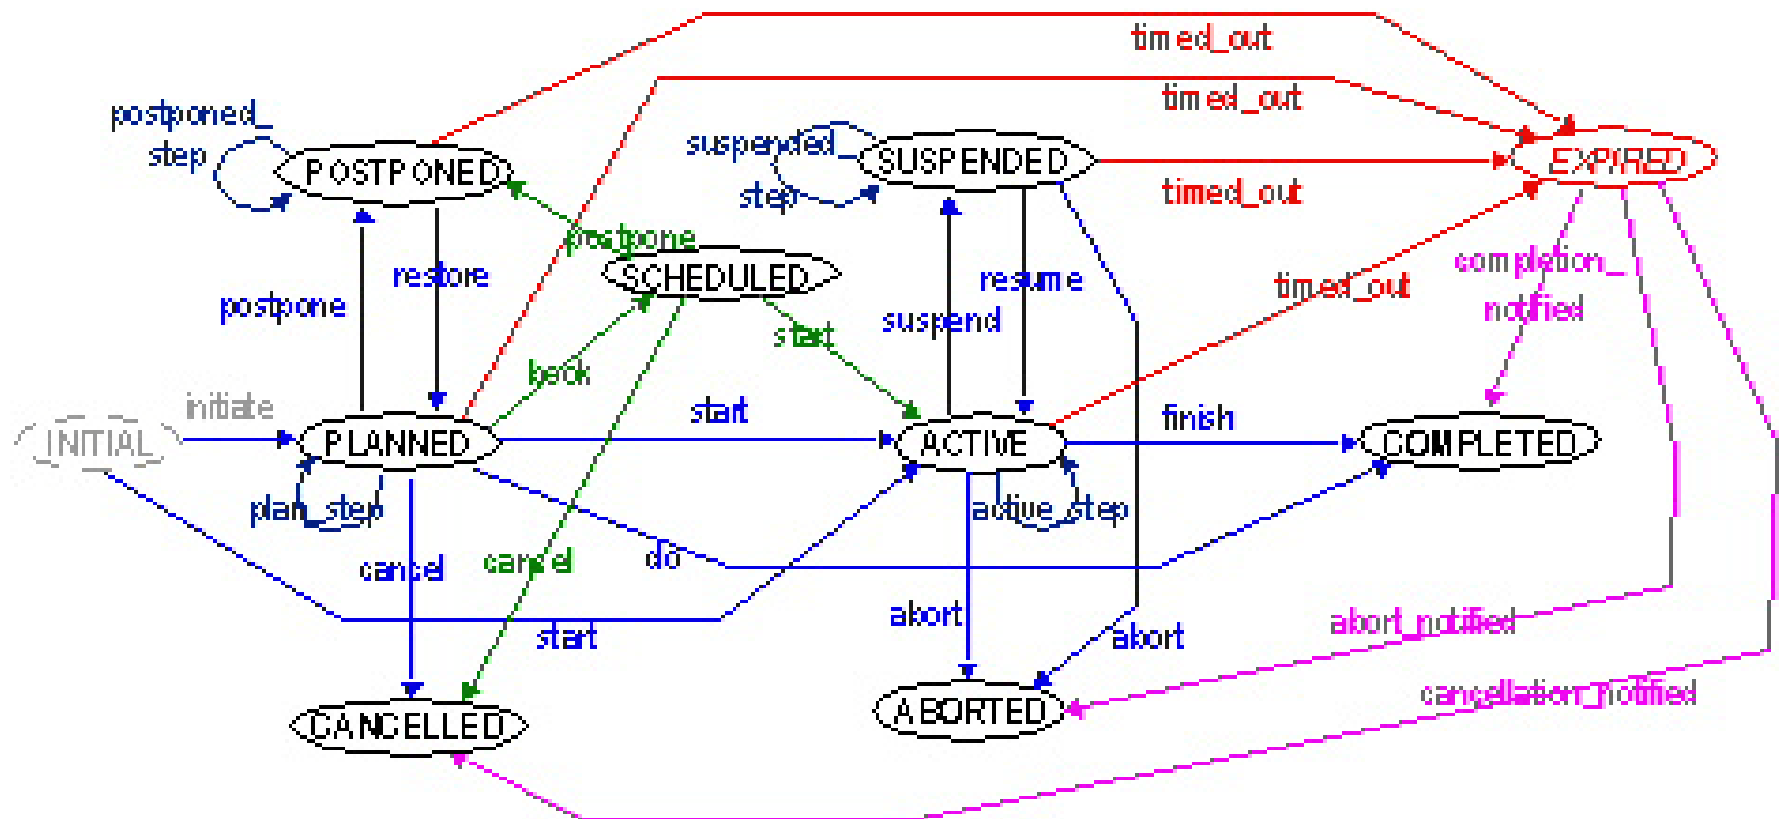 timed_out
timed_out
postponed_
step
POSTPONED
suspended_
step
SUSPENDED
EXPIRED
timed_out
postpone
SCHEDULED
restore
postpone
resume
suspend
timed_out
completion_
notified
start
book
initiate
start
finish
INITIAL
PLANNED
ACTIVE
COMPLETED
plan_step
active_step
cancel
cancel
do
abort
start
abort
abort_notified
cancellation_notified
CANCELLED
ABORTED